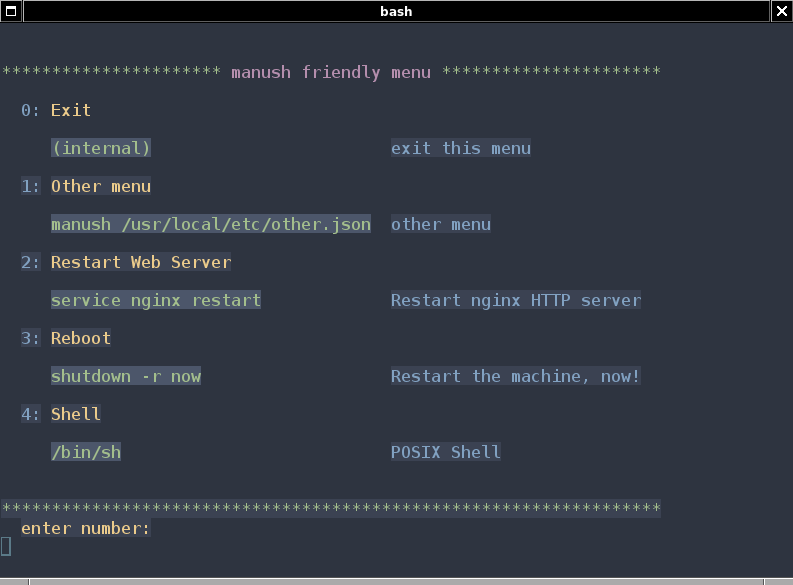 bash
********************** manush friendly menu **********************
0: Exit
(internal) exit this menu
1: Other menu
manush /usr/local/etc/other.json other menu
2: Restart Web Server
service nginx restart Restart nginx HTTP server
3: Reboot
shutdown -r now Restart the machine, now!
4: Shell
/bin/sh POSIX Shell
******************************************************************
enter number: